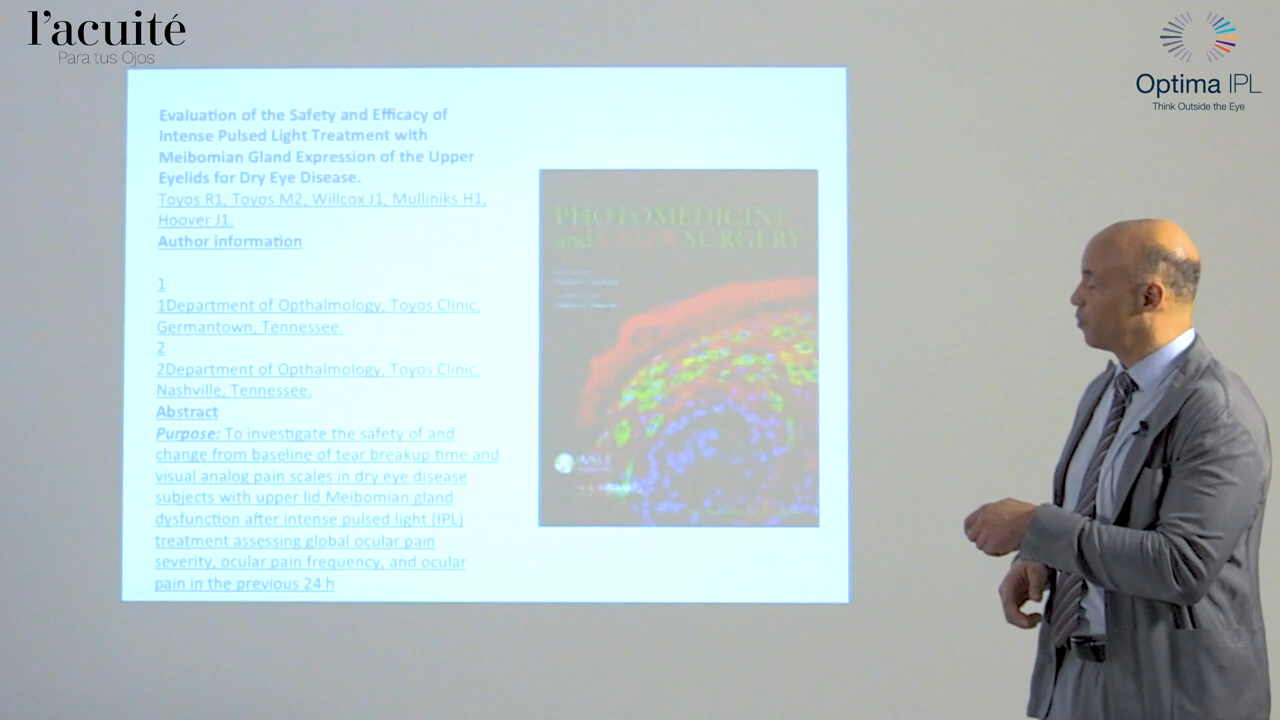 l'acuité
Para tus Ojos
Optima IPL
Think Outside the Eye
Evaluation of the Safety and Efficacy of
Intense Pulsed Light Treatment with
Meibomian Gland Expression of the Upper
Eyelids for Dry Eye Disease.
Toyos R1, Toyos M2, Willcox J1, Mulliniks H1,
Hoover J1.
Author information
1
1Department of Opthalmology, Toyos Clinic,
Germantown, Tennessee.
2
2Department of Opthalmology, Toyos Clinic,
Nashville, Tennessee.
Abstract
Purpose: To investigate the safety of and
change from baseline of tear breakup time and
visual analog pain scales in dry eye disease
subjects with upper lid Meibomian gland
dysfunction after intense pulsed light (IPL)
treatment assessing global ocular pain
severity, ocular pain frequency, and ocular
pain in the previous 24 h
PHOTOMEDICINE
and LASER SURGERY